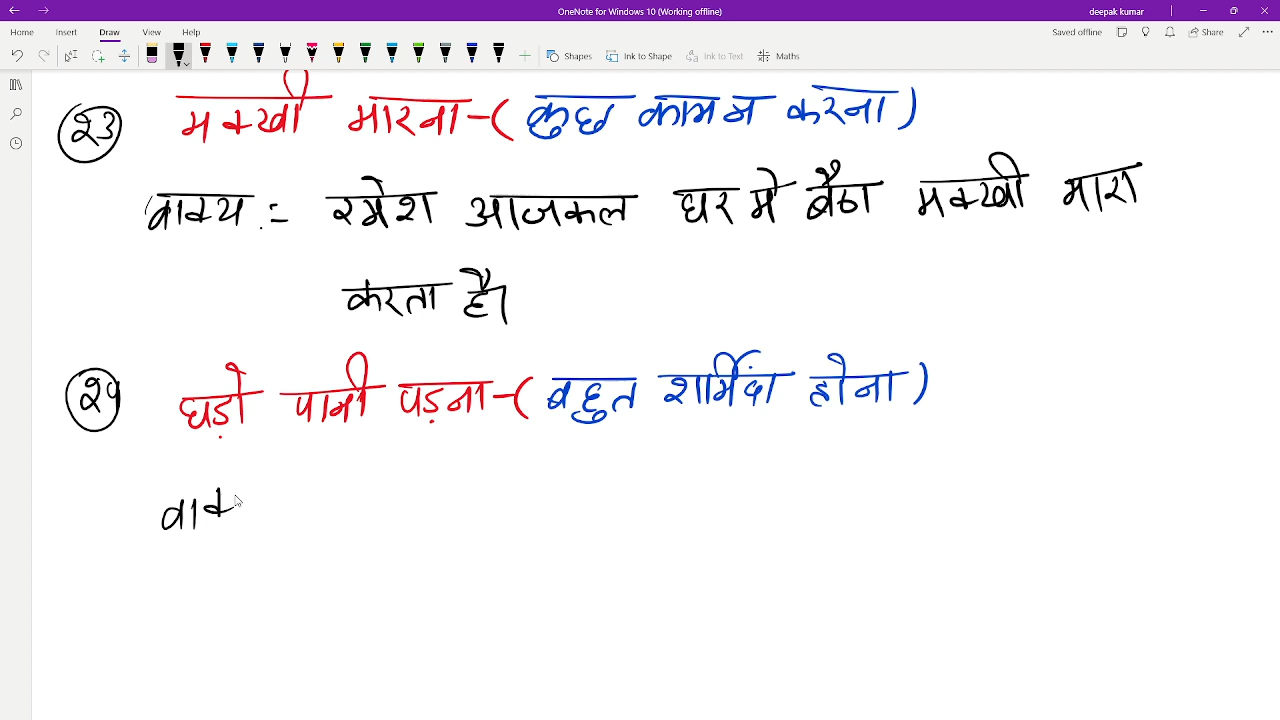 OneNote for Windows 10 (Working offline)
deepak kumar
Home Insert Draw View Help
Saved offline Share
Shapes Ink to Shape Ink to Text Maths
२३ मक्खी मारना-(कुछ काम न करना)
वाक्य := रमेश आजकल घर में बैठा मक्खी मारा
करता है।
२५ घड़ो पानी पड़ना-(बहुत शर्मिंदा होना)
वाक